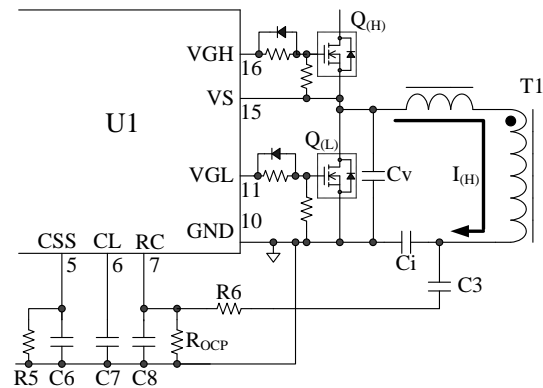 Q(H)
VGH
16
T1
VS
15
U1
Q(L)
I(H)
VGL
11
Cv
10
GND
CSS CL RC
5 6 7
Ci
C3
R6
ROCP
R5 C6 C7 C8